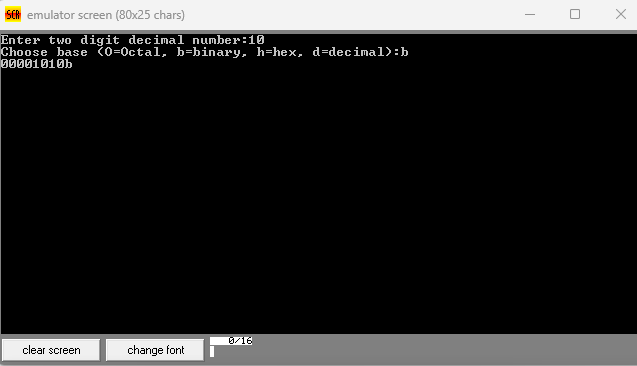 SCR emulator screen (80x25 chars)
Enter two digit decimal number:10
Choose base (O=Octal, b=binary, h=hex, d=decimal):b
00001010b
clear screen change font 0/16